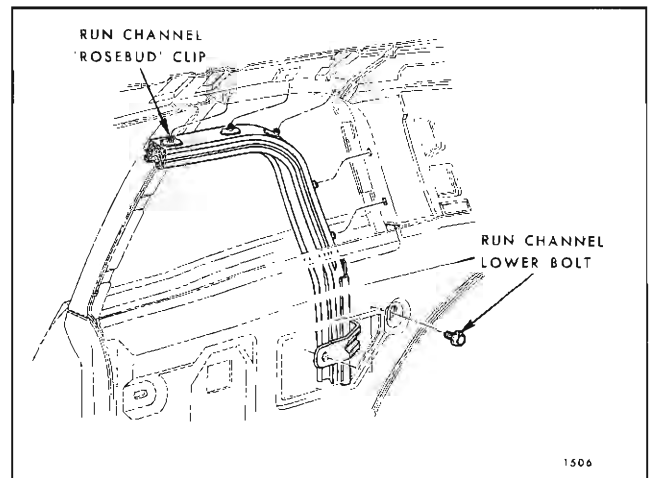 RUN CHANNEL
'ROSEBUD' CLIP
RUN CHANNEL
LOWER BOLT
1506